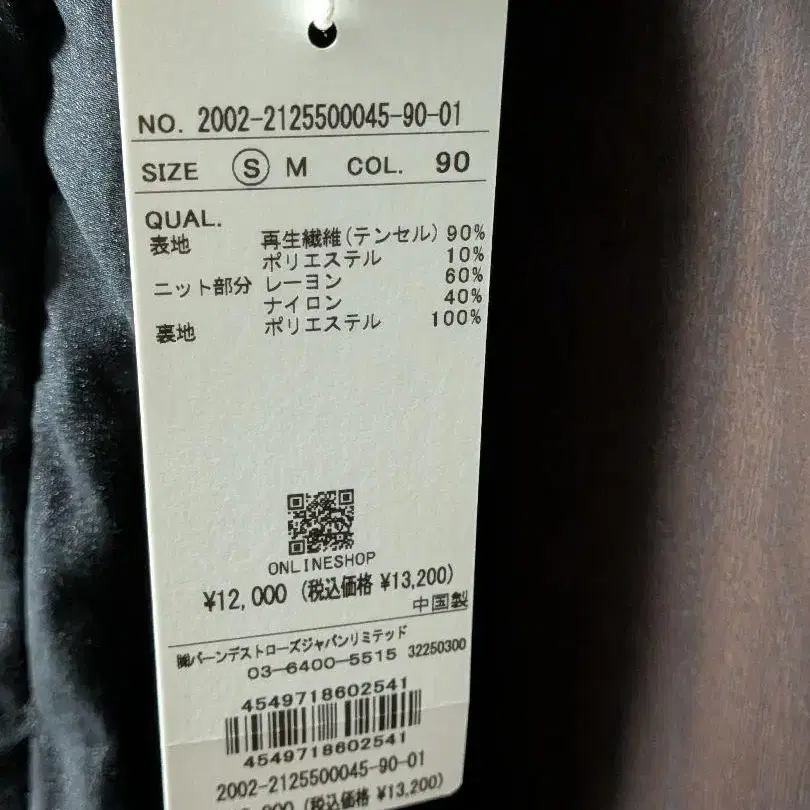 NO. 2002-2125500045-90-01
SIZE S M COL. 90
QUAL.
表地 再生繊維(テンセル) 90%
ポリエステル 10%
ニット部分 レーヨン 60%
ナイロン 40%
裏地 ポリエステル 100%
ONLINESHOP
¥12,000 (税込価格 ¥13,200)
中国製
㈱バーンデストローズジャパンリミテッド
03-6400-5515 32250300
4549718602541
4549718602541
2002-2125500045-90-01
(税込価格 ¥13,200)